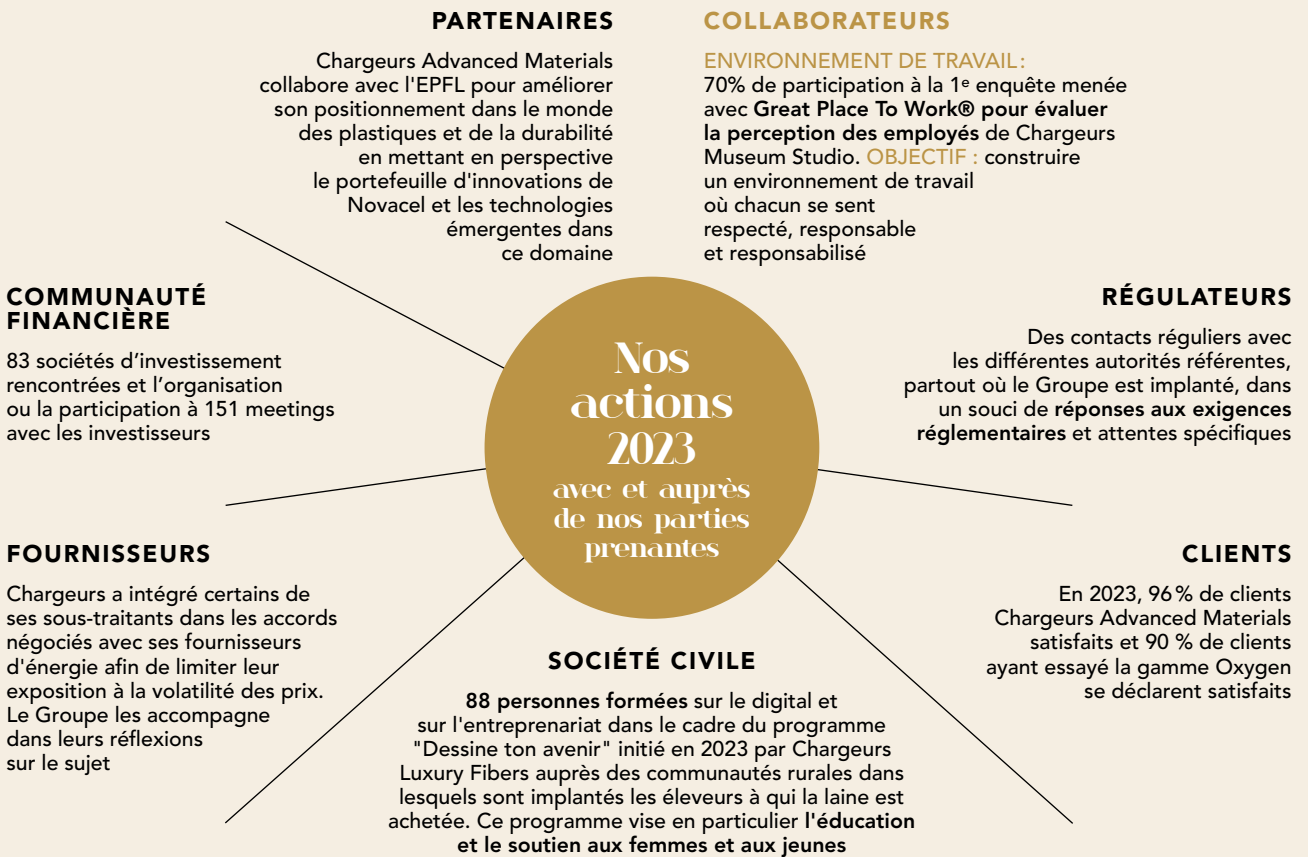 PARTENAIRES
Chargeurs Advanced Materials
collabore avec l'EPFL pour améliorer
son positionnement dans le monde
des plastiques et de la durabilité
en mettant en perspective
le portefeuille d'innovations de
Novacel et les technologies
émergentes dans
ce domaine
COLLABORATEURS
ENVIRONNEMENT DE TRAVAIL :
70% de participation à la 1e enquête menée
avec Great Place To Work® pour évaluer
la perception des employés de Chargeurs
Museum Studio. OBJECTIF : construire
un environnement de travail
où chacun se sent
respecté, responsable
et responsabilisé
COMMUNAUTÉ
FINANCIÈRE
83 sociétés d’investissement
rencontrées et l’organisation
ou la participation à 151 meetings
avec les investisseurs
Nos
actions
2023
avec et auprès
de nos parties
prenantes
RÉGULATEURS
Des contacts réguliers avec
les différentes autorités référentes,
partout où le Groupe est implanté, dans
un souci de réponses aux exigences
réglementaires et attentes spécifiques
FOURNISSEURS
Chargeurs a intégré certains de
ses sous-traitants dans les accords
négociés avec ses fournisseurs
d'énergie afin de limiter leur
exposition à la volatilité des prix.
Le Groupe les accompagne
dans leurs réflexions
sur le sujet
SOCIÉTÉ CIVILE
88 personnes formées sur le digital et
sur l'entreprenariat dans le cadre du programme
"Dessine ton avenir" initié en 2023 par Chargeurs
Luxury Fibers auprès des communautés rurales dans
lesquels sont implantés les éleveurs à qui la laine est
achetée. Ce programme vise en particulier l'éducation
et le soutien aux femmes et aux jeunes
CLIENTS
En 2023, 96 % de clients
Chargeurs Advanced Materials
satisfaits et 90 % de clients
ayant essayé la gamme Oxygen
se déclarent satisfaits